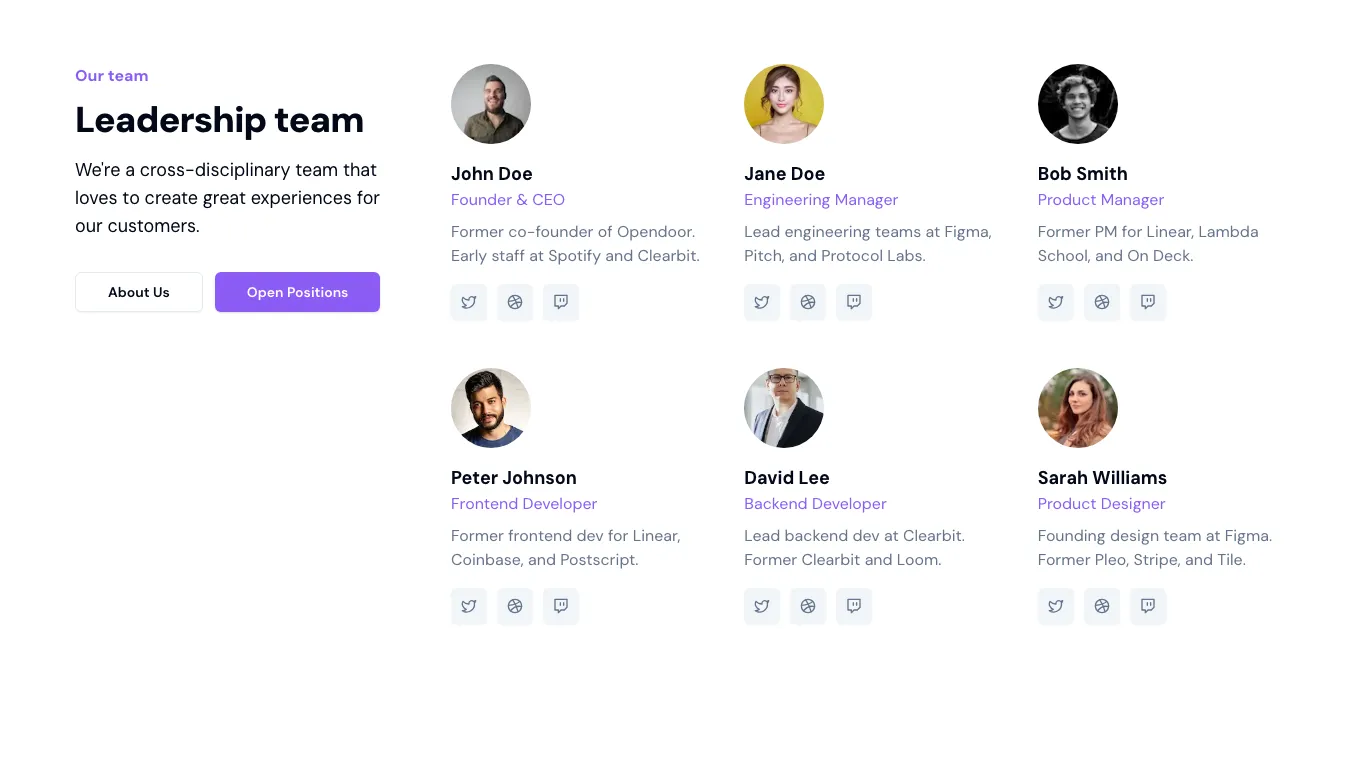 Our team
Leadership team
We're a cross-disciplinary team that
loves to create great experiences for
our customers.
About Us
Open Positions
John Doe
Founder & CEO
Former co-founder of Opendoor.
Early staff at Spotify and Clearbit.
Jane Doe
Engineering Manager
Lead engineering teams at Figma,
Pitch, and Protocol Labs.
Bob Smith
Product Manager
Former PM for Linear, Lambda
School, and On Deck.
Peter Johnson
Frontend Developer
Former frontend dev for Linear,
Coinbase, and Postscript.
David Lee
Backend Developer
Lead backend dev at Clearbit.
Former Clearbit and Loom.
Sarah Williams
Product Designer
Founding design team at Figma.
Former Pleo, Stripe, and Tile.